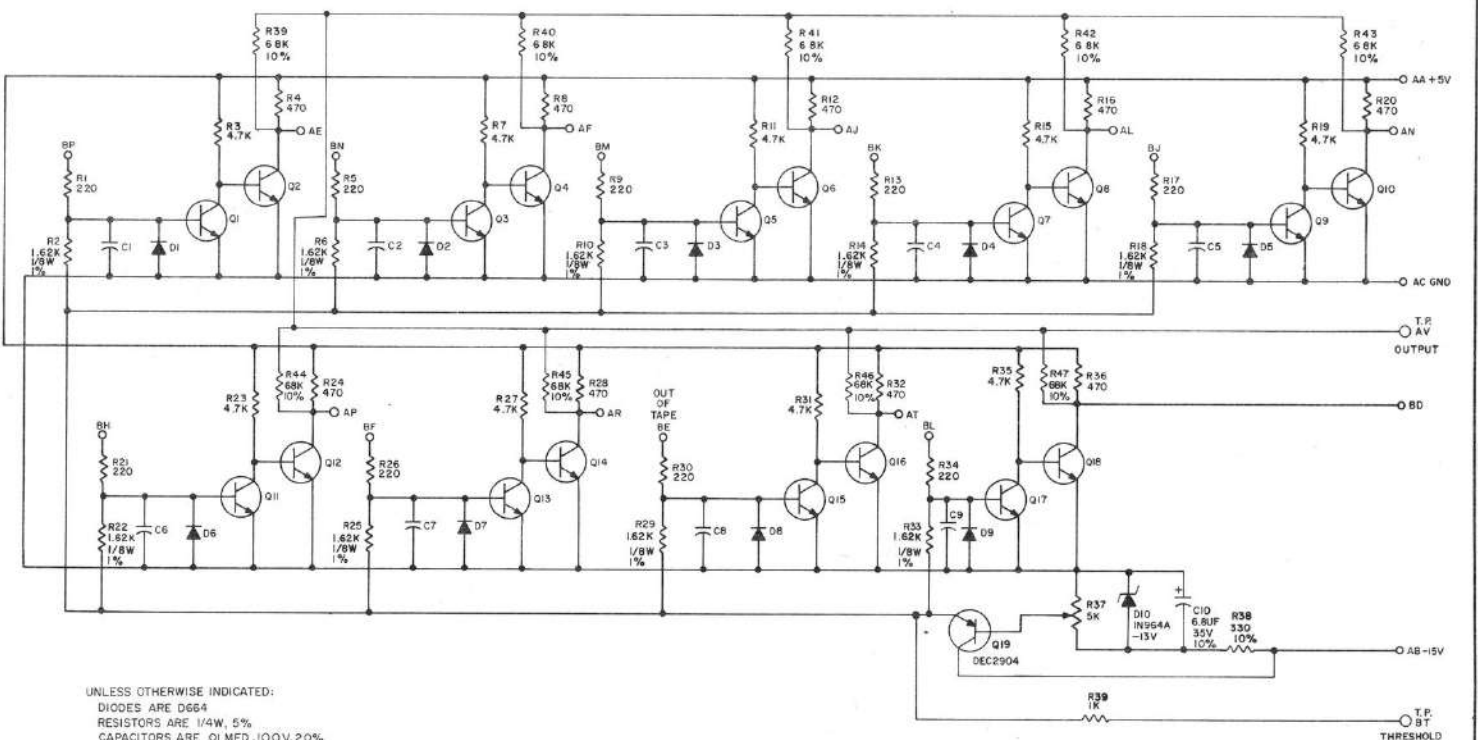 R39
68K
10%
R40
68K
10%
R41
68K
10%
R42
68K
10%
R43
68K
10%
AA +5V
R4
470
R8
470
R12
470
R16
470
R20
470
R3
4.7K
AE
R7
4.7K
AF
R11
4.7K
AJ
R15
4.7K
AL
R19
4.7K
AN
BP
BN
BM
BK
BJ
R1
220
Q2
R5
220
Q4
R9
220
Q6
R13
220
Q8
R17
220
Q10
Q1
Q3
Q5
Q7
Q9
R2
1.62K
1/8W
1%
C1
D1
R6
1.62K
1/8W
1%
C2
D2
R10
1.62K
1/8W
1%
C3
D3
R14
1.62K
1/8W
1%
C4
D4
R18
1.62K
1/8W
1%
C5
D5
AC GND
T.P.
AV
OUTPUT
R23
4.7K
R44
68K
10%
R24
470
AP
R27
4.7K
R45
68K
10%
R28
470
AR
R31
4.7K
R46
68K
10%
R32
470
AT
R35
4.7K
R47
68K
10%
R36
470
BD
BH
BF
OUT
OF
TAPE
BE
BL
R21
220
Q12
R26
220
Q14
R30
220
Q16
R34
220
Q18
Q11
Q13
Q15
Q17
R22
1.62K
1/8W
1%
C6
D6
R25
1.62K
1/8W
1%
C7
D7
R29
1.62K
1/8W
1%
C8
D8
R33
1.62K
1/8W
1%
C9
D9
R37
5K
D10
IN964A
-13V
+
C10
6.8UF
35V
10%
R38
330
10%
Q19
DEC2904
AB -15V
R39
1K
T.P.
BT
THRESHOLD
UNLESS OTHERWISE INDICATED:
DIODES ARE D664
RESISTORS ARE 1/4W, 5%
CAPACITORS ARE .01 MFD, 100V, 20%